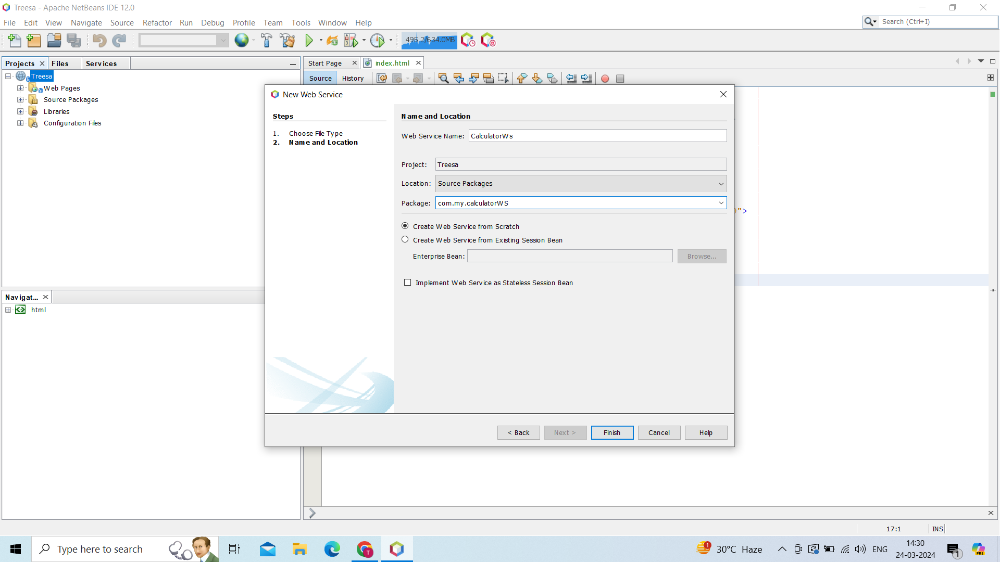 Treesa - Apache NetBeans IDE 12.0
File Edit View Navigate Source Refactor Run Debug Profile Team Tools Window Help
Search (Ctrl+I)
495.2/634.0MB
Projects Files Services
Start Page index.html
Treesa
Source History
Web Pages
Source Packages
Libraries
Configuration Files
New Web Service
Steps
1. Choose File Type
2. Name and Location
Name and Location
Web Service Name: CalculatorWs
Project: Treesa
Location: Source Packages
Package: com.my.calculatorWS
">
Create Web Service from Scratch
Create Web Service from Existing Session Bean
Enterprise Bean: Browse...
Implement Web Service as Stateless Session Bean
Navigat...
html
< Back Next > Finish Cancel Help
17:1 INS
Type here to search
1 30°C Haze ENG
14:30
24-03-2024
1
PRE
T